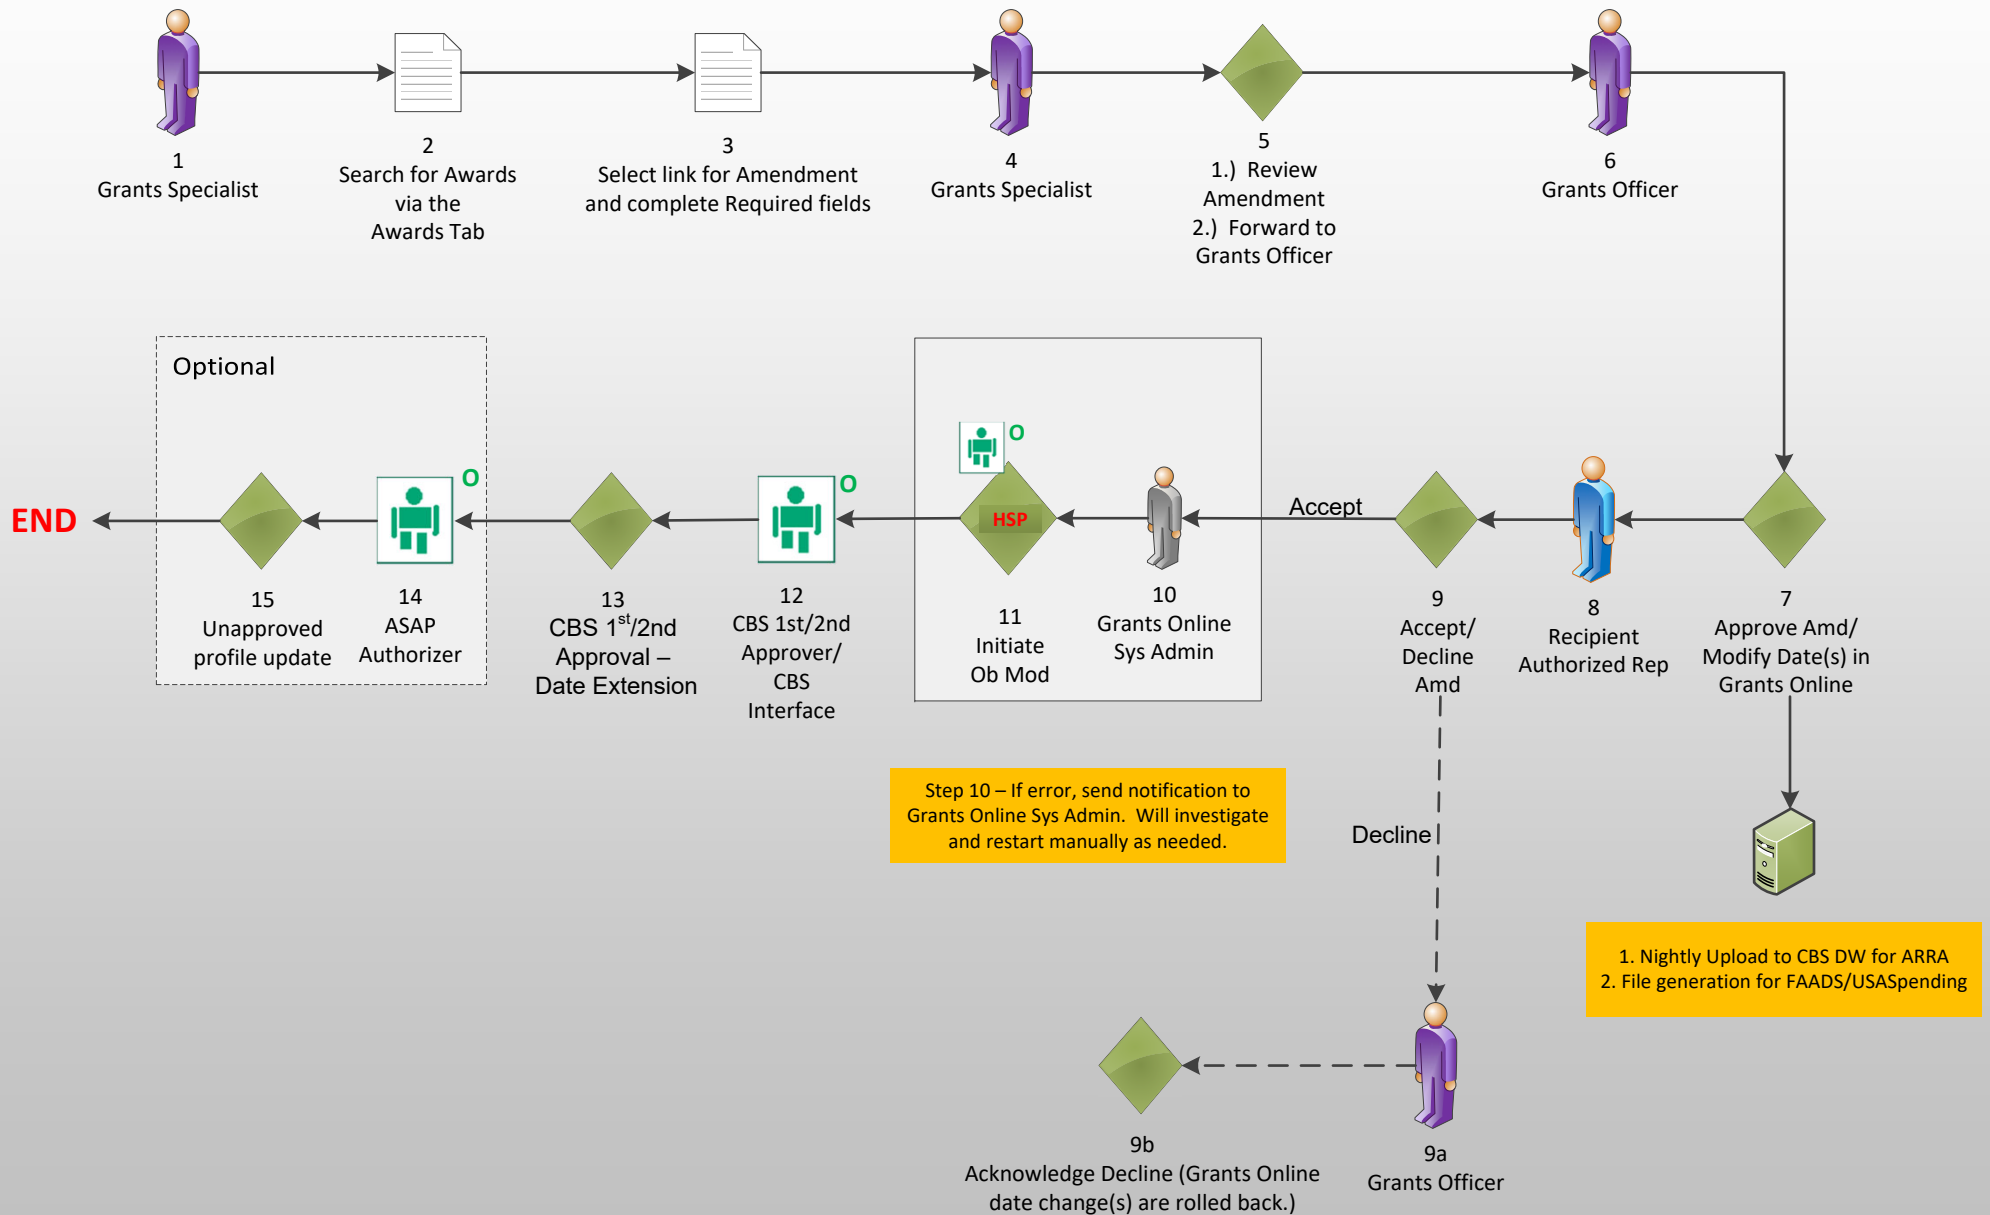 1
Grants Specialist
2
Search for Awards
via the
Awards Tab
3
Select link for Amendment
and complete Required fields
4
Grants Specialist
5
1.) Review
Amendment
2.) Forward to
Grants Officer
6
Grants Officer
Optional
END
15
Unapproved
profile update
O
14
ASAP
Authorizer
13
CBS 1st/2nd
Approval –
Date Extension
O
12
CBS 1st/2nd
Approver/
CBS
Interface
O
HSP
11
Initiate
Ob Mod
10
Grants Online
Sys Admin
Accept
9
Accept/
Decline
Amd
8
Recipient
Authorized Rep
7
Approve Amd/
Modify Date(s) in
Grants Online
Step 10 – If error, send notification to
Grants Online Sys Admin. Will investigate
and restart manually as needed.
Decline
1. Nightly Upload to CBS DW for ARRA
2. File generation for FAADS/USASpending
9b
Acknowledge Decline (Grants Online
date change(s) are rolled back.)
9a
Grants Officer